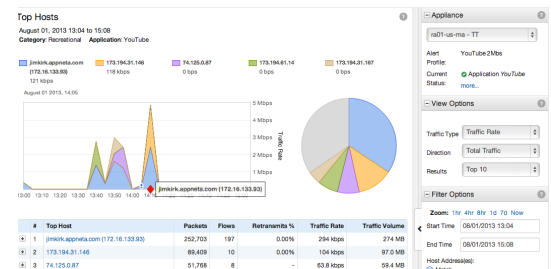 Top Hosts
August 01, 2013 13:04 to 15:08
Category: Recreational Application: YouTube
jimkirk.appneta.com (172.16.133.93) 121 kbps
173.194.31.146 118 kbps
74.125.0.87 0 bps
173.194.61.14 0 bps
173.194.31.167 0 bps
August 01 2013, 14:05
5 Mbps
4 Mbps
3 Mbps
2 Mbps
1 Mbps
Traffic Rate
13:00 13:10 13:20 13:30 13:40 13:50 14:00
jimkirk.appneta.com (172.16.133.93)
# Top Host Packets Flows Retransmits % Traffic Rate Traffic Volume
1 jimkirk.appneta.com (172.16.133.93) 252,703 197 0.00% 294 kbps 274 MB
2 173.194.31.146 89,409 10 0.00% 104 kbps 97.0 MB
3 74.125.0.87 51,768 8 - 63.8 kbps 59.4 MB
Appliance
ra01-us-ma - TT
Alert Profile: YouTube 2Mbs
Current Status: Application YouTube
more...
View Options
Traffic Type Traffic Rate
Direction Total Traffic
Results Top 10
Filter Options
Zoom: 1hr 4hr 8hr 1d 7d Now
Start Time 08/01/2013 13:04
End Time 08/01/2013 15:08
Host Address(es):